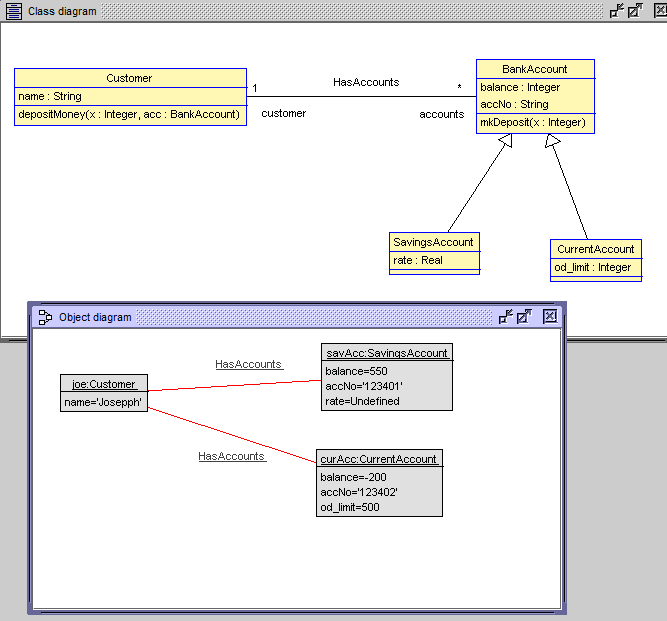 Class diagram
Customer
name : String
depositMoney(x : Integer, acc : BankAccount)
1
HasAccounts
*
customer
accounts
BankAccount
balance : Integer
accNo : String
mkDeposit(x : Integer)
SavingsAccount
rate : Real
CurrentAccount
od_limit : Integer
Object diagram
joe:Customer
name='Josepph'
HasAccounts
savAcc:SavingsAccount
balance=550
accNo='123401'
rate=Undefined
HasAccounts
curAcc:CurrentAccount
balance=-200
accNo='123402'
od_limit=500